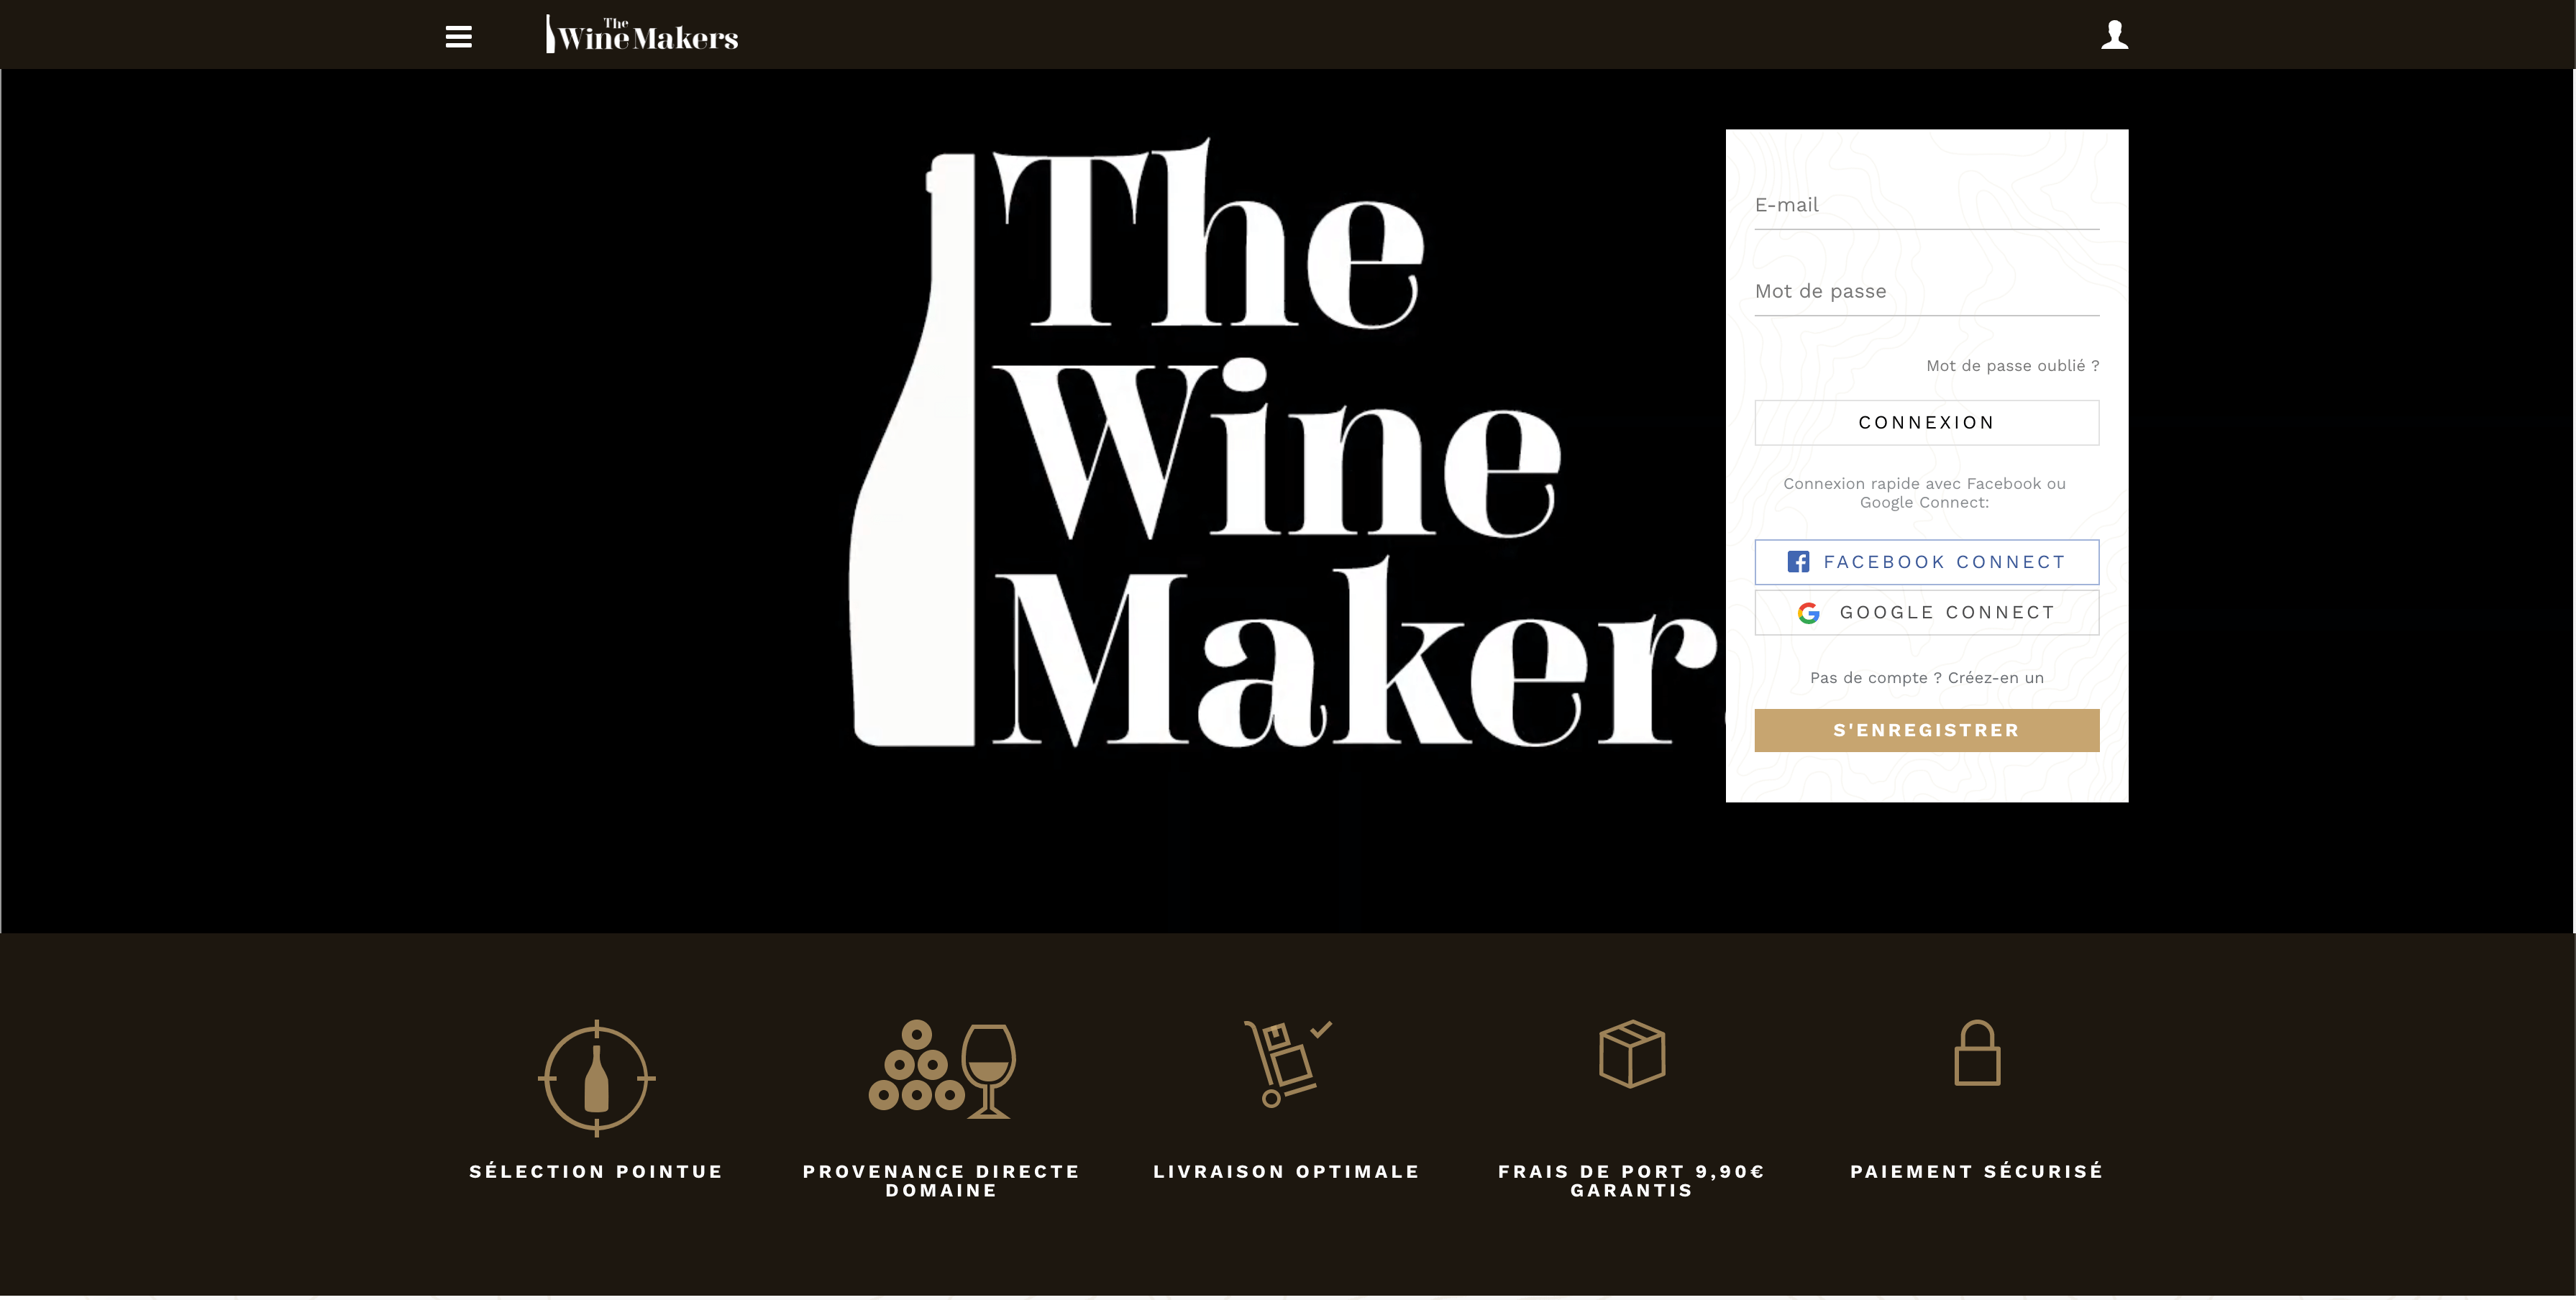 The
Wine Makers
The
Wine
Maker
E-mail
Mot de passe
Mot de passe oublié ?
CONNEXION
Connexion rapide avec Facebook ou
Google Connect:
FACEBOOK CONNECT
GOOGLE CONNECT
Pas de compte ? Créez-en un
S'ENREGISTRER
SÉLECTION POINTUE
PROVENANCE DIRECTE
DOMAINE
LIVRAISON OPTIMALE
FRAIS DE PORT 9,90€
GARANTIS
PAIEMENT SÉCURISÉ